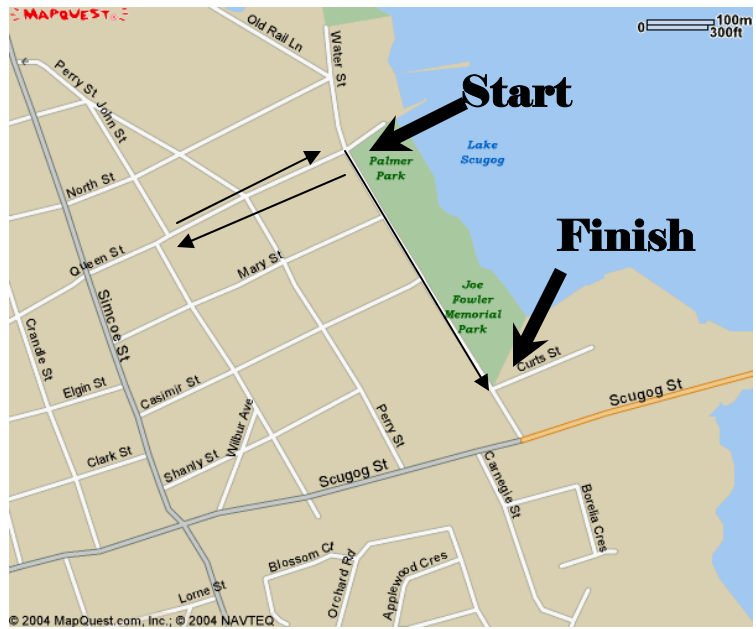 MAPQUEST
0 100m
300ft
Old Rail Ln
Water St
Start
Perry St
John St
Palmer
Park
Lake
Scugog
North St
Finish
Queen St
Mary St
Simcoe St
Joe
Fowler
Memorial
Park
Crandle St
Curts St
Elgin St
Casimir St
Scugog St
Wilbur Ave
Perry St
Clark St
Shanly St
Scugog St
Carnegie St
Borelia Cres
Blossom Ct
Orchard Rd
Applewood Cres
Lorne St
© 2004 MapQuest.com, Inc.; © 2004 NAVTEQ